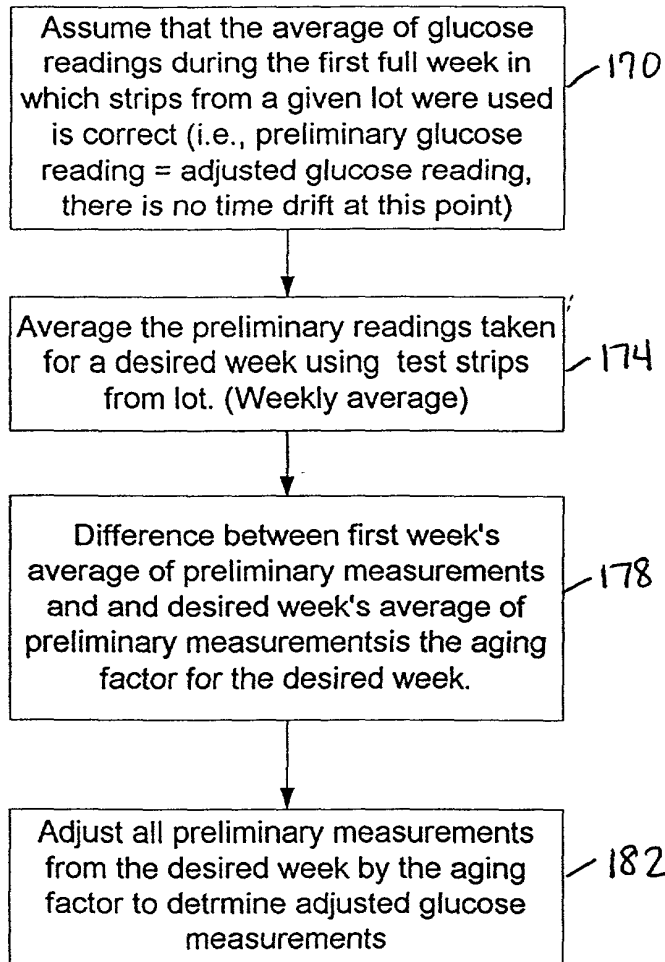 Assume that the average of glucose
readings during the first full week in
which strips from a given lot were used
is correct (i.e., preliminary glucose
reading = adjusted glucose reading,
there is no time drift at this point)
170
Average the preliminary readings taken
for a desired week using test strips
from lot. (Weekly average)
174
Difference between first week's
average of preliminary measurements
and and desired week's average of
preliminary measurementsis the aging
factor for the desired week.
178
Adjust all preliminary measurements
from the desired week by the aging
factor to detrmine adjusted glucose
measurements
182